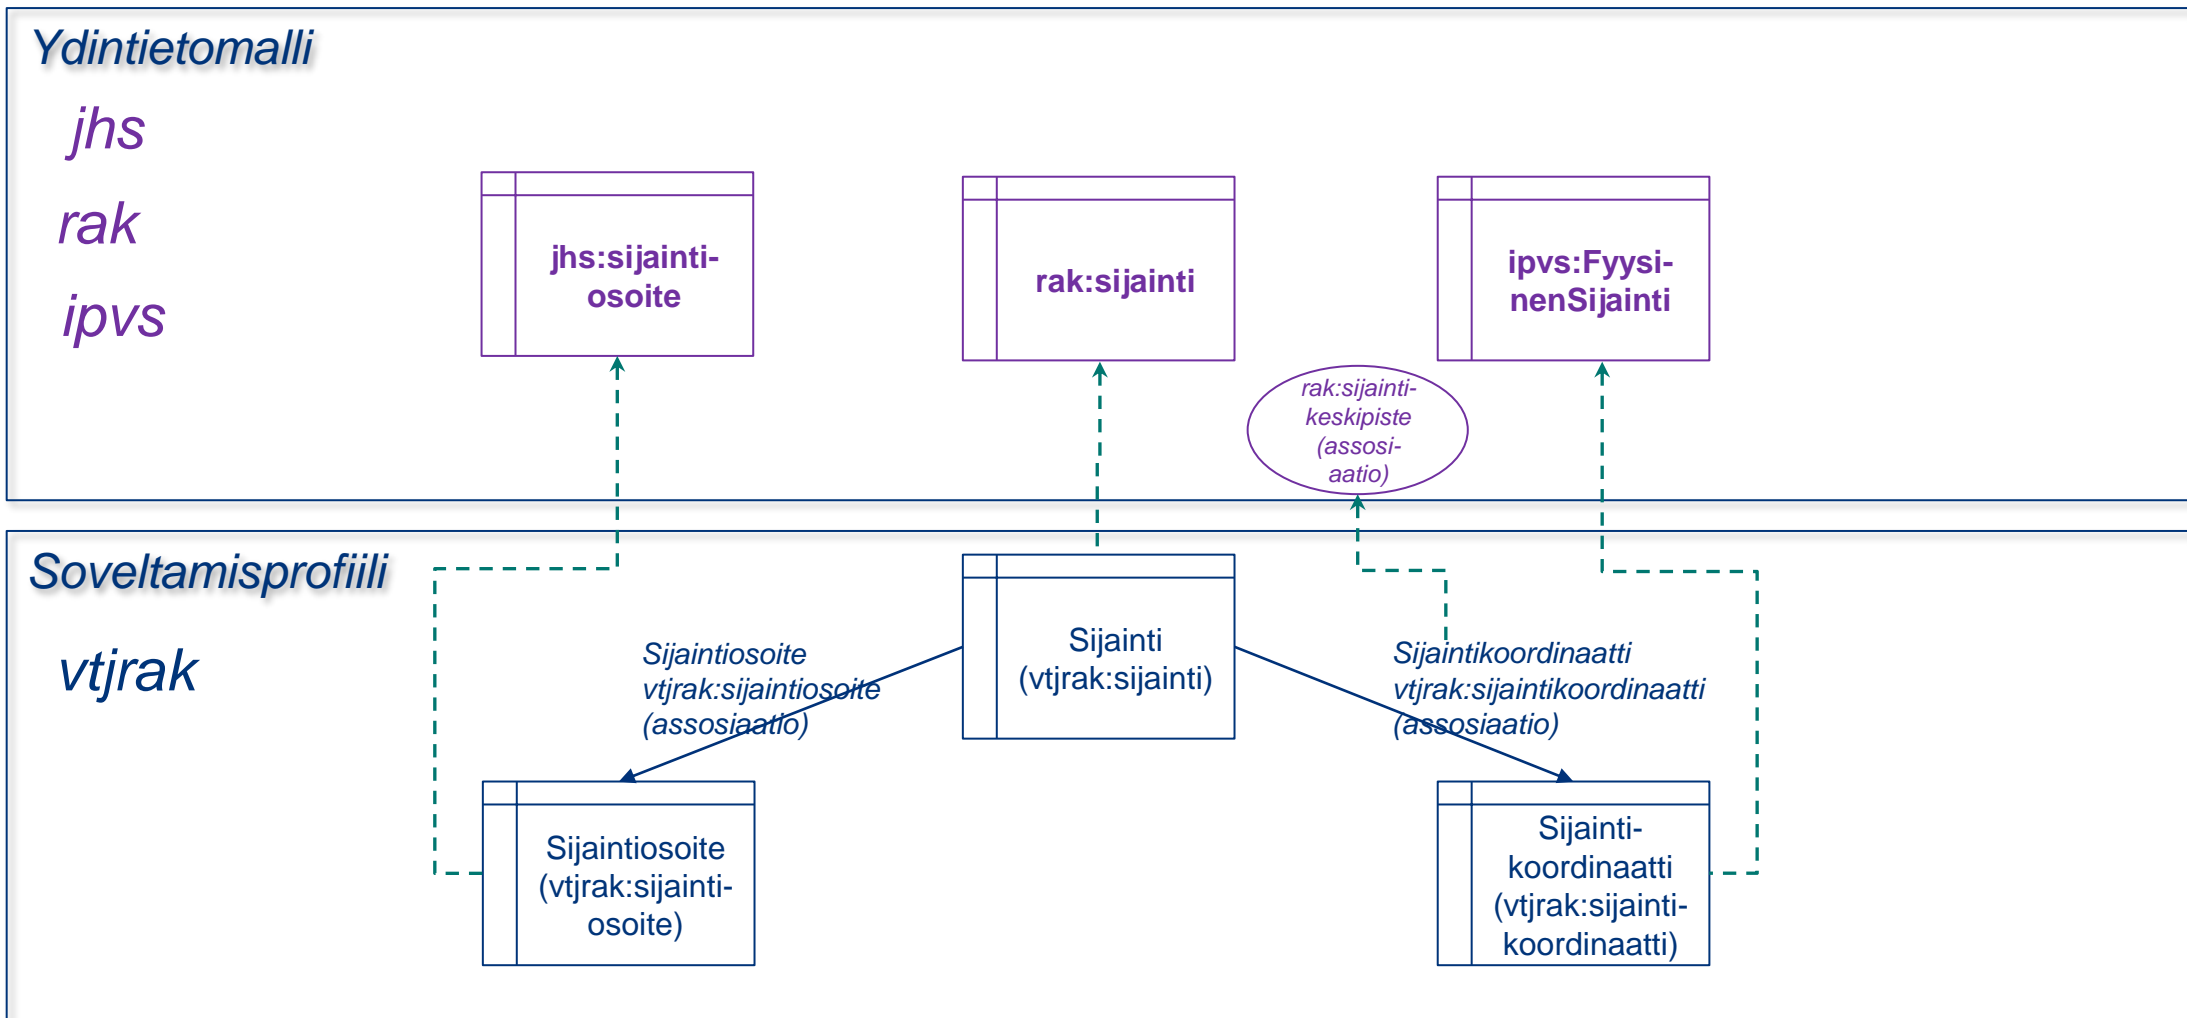 Ydintietomalli
jhs
rak
ipvs
jhs:sijainti-
osoite
rak:sijainti
ipvs:Fyysi-
nenSijainti
rak:sijainti-
keskipiste
(assosi-
aatio)
Soveltamisprofiili
vtjrak
Sijaintiosoite
vtjrak:sijaintiosoite
(assosiaatio)
Sijainti
(vtjrak:sijainti)
Sijaintikoordinaatti
vtjrak:sijaintikoordinaatti
(assosiaatio)
Sijaintiosoite
(vtjrak:sijainti-
osoite)
Sijainti-
koordinaatti
(vtjrak:sijainti-
koordinaatti)